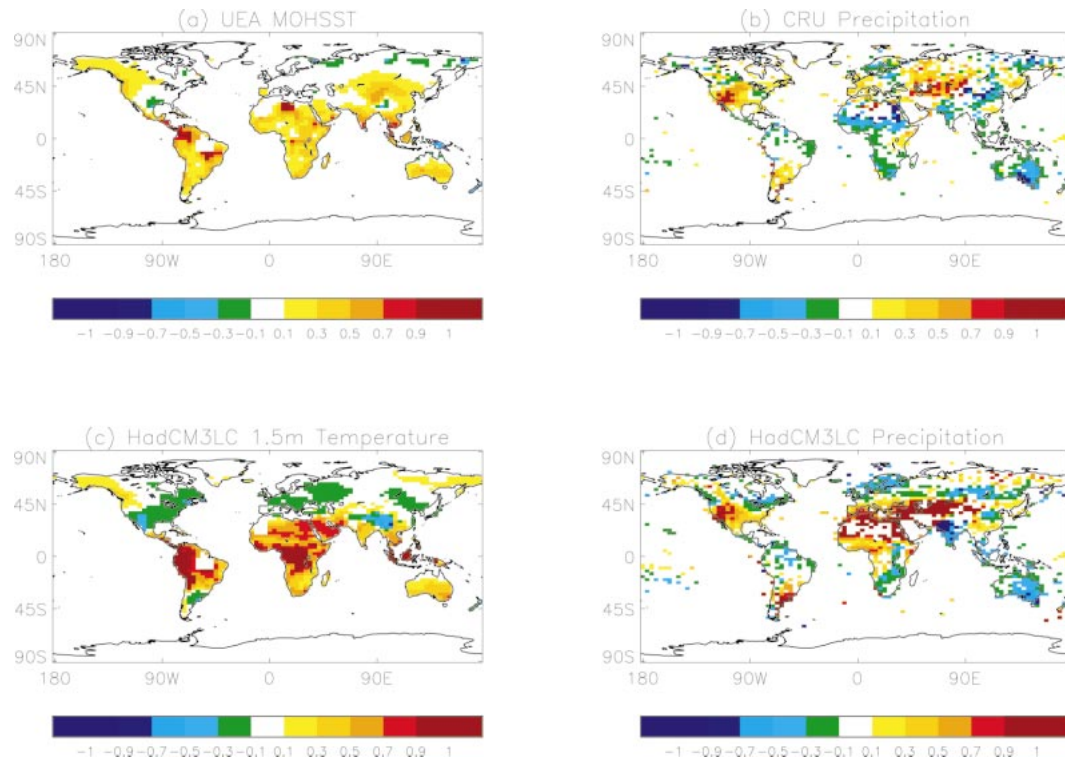 (a) UEA MOHSST
90N
45N
0
45S
90S
180 90W 0 90E
-1 -0.9 -0.7 -0.5 -0.3 -0.1 0.1 0.3 0.5 0.7 0.9 1
(b) CRU Precipitation
90N
45N
0
45S
90S
180 90W 0 90E
-1 -0.9 -0.7 -0.5 -0.3 -0.1 0.1 0.3 0.5 0.7 0.9 1
(c) HadCM3LC 1.5m Temperature
90N
45N
0
45S
90S
180 90W 0 90E
-1 -0.9 -0.7 -0.5 -0.3 -0.1 0.1 0.3 0.5 0.7 0.9 1
(d) HadCM3LC Precipitation
90N
45N
0
45S
90S
180 90W 0 90E
-1 -0.9 -0.7 -0.5 -0.3 -0.1 0.1 0.3 0.5 0.7 0.9 1